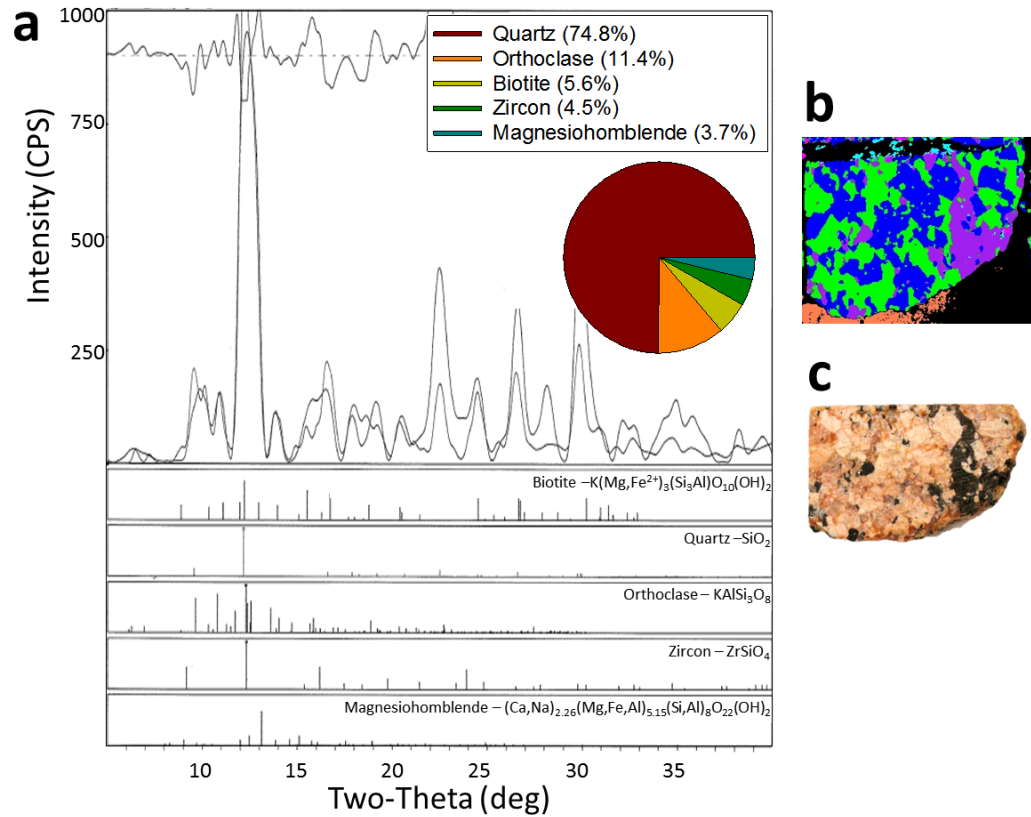 a
1000
750
500
250
Intensity (CPS)
Quartz (74.8%)
Orthoclase (11.4%)
Biotite (5.6%)
Zircon (4.5%)
Magnesiohomblende (3.7%)
b
c
Biotite –K(Mg,Fe²⁺)₃(Si₃Al)O₁₀(OH)₂
Quartz –SiO₂
Orthoclase – KAlSi₃O₈
Zircon – ZrSiO₄
Magnesiohomblende – (Ca,Na)₂.₂₆(Mg,Fe,Al)₅.₁₅(Si,Al)₈O₂₂(OH)₂
10 15 20 25 30 35
Two-Theta (deg)